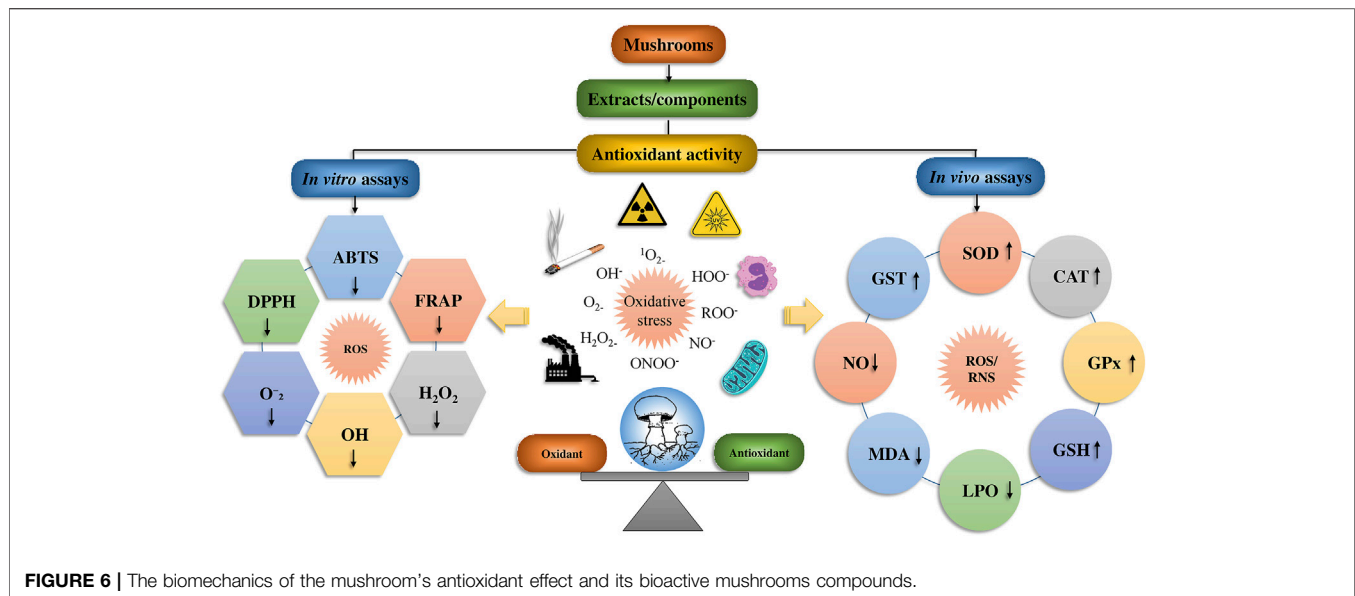 Mushrooms
Extracts/components
Antioxidant activity
In vitro assays
ABTS ↓
DPPH ↓
FRAP ↓
ROS
O⁻₂ ↓
H₂O₂ ↓
OH ↓
UV
¹O₂-
OH-
HOO-
O₂-
Oxidative
stress
ROO-
H₂O₂-
NO-
ONOO-
Oxidant
Antioxidant
In vivo assays
SOD ↑
GST ↑
CAT ↑
NO ↓
ROS/
RNS
GPx ↑
MDA ↓
GSH ↑
LPO ↓
FIGURE 6 | The biomechanics of the mushroom's antioxidant effect and its bioactive mushrooms compounds.